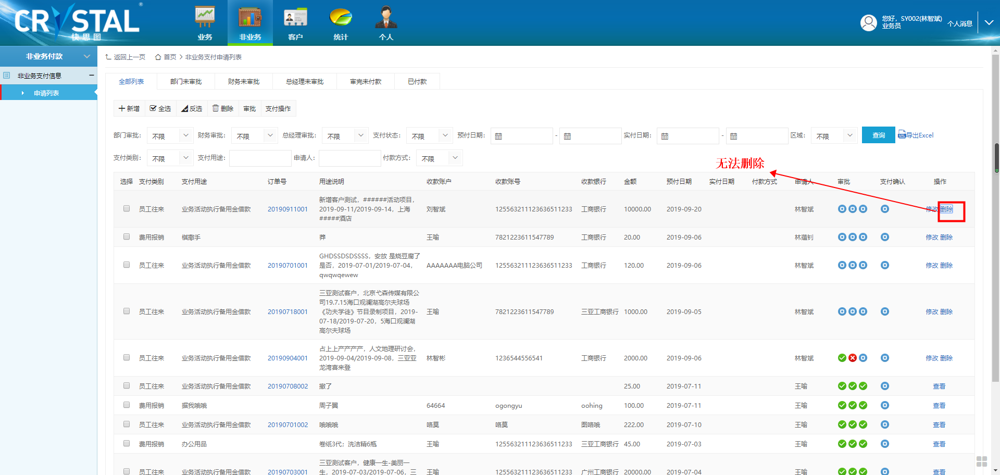 CRYSTAL®
快思图
业务
非业务
客户
统计
个人
您好，SY002(林智斌)
业务员
个人消息
非业务付款
非业务支付信息
申请列表
返回上一页 首页 > 非业务支付申请列表
全部列表 部门未审批 财务未审批 总经理未审批 审完未付款 已付款
新增 全选 反选 删除 审批 支付操作
部门审批： 不限 财务审批： 不限 总经理审批： 不限 支付状态： 不限 预付日期： - 实付日期： - 区域： 不限 查询 导出Excel
支付类别： 不限 支付用途： 申请人： 付款方式： 不限
无法删除
选择 支付类别 支付用途 订单号 用途说明 收款账户 收款账号 收款银行 金额 预付日期 实付日期 付款方式 申请人 审批 支付确认 操作
员工往来 业务活动执行备用金借款 20190911001 新增客户测试，######活动项目，
2019-09-11/2019-09-14，上海
#####酒店
刘智斌 125563211123636511233 工商银行 10000.00 2019-09-20 林智斌 修改 删除
费用报销 棋撒手 莽 王喻 7821223611547789 工商银行 20.00 2019-09-06 林蕴钊 修改 删除
员工往来 业务活动执行备用金借款 20190701001 GHDSSDSDSSSS，安放 是烧豆腐了
是否，2019-07-01/2019-07-04，
qwqwqewew
AAAAAAA电脑公司 125563211123636511233 工商银行 120.00 2019-09-06 林智斌 修改 删除
员工往来 业务活动执行备用金借款 20190718001 三亚测试客户，北京弋森传媒有限公
司19.7.15海口观澜湖高尔夫球场
《功夫学徒》节目录制项目，2019-
07-18/2019-07-20，5海口观澜湖
高尔夫球场
王喻 7821223611547789 三亚工商银行 1000.00 2019-09-05 林智斌 修改 删除
员工往来 业务活动执行备用金借款 20190904001 占上上产产产产，人文地理研讨会，
2019-09-04/2019-09-08，三亚亚
龙湾喜来登
林智彬 1236544556541 工商银行 2000.00 2019-09-06 林智斌 修改 删除
员工往来 业务活动执行备用金借款 20190708002 撤了 25.00 2019-07-11 王喻 查看
费用报销 据我哦哦 周子翼 64664 ogongyu oohing 100.00 2019-07-11 王喻 查看
员工往来 业务活动执行备用金借款 20190701002 哦哦哦 咯莫 咯莫 图咯哦 222.00 2019-07-10 王喻 查看
费用报销 办公用品 卷纸3代；洗洁精6瓶 王喻 125563211123636511233 三亚工商银行 45.00 2019-07-03 王喻 查看
员工往来 业务活动执行备用金借款 20190703001 三亚测试客户，健康一生-美丽一
生，2019-07-03/2019-07-06，三
王喻 125563211123636511233 广州工商银行 20000.00 2019-07-04 王喻 查看